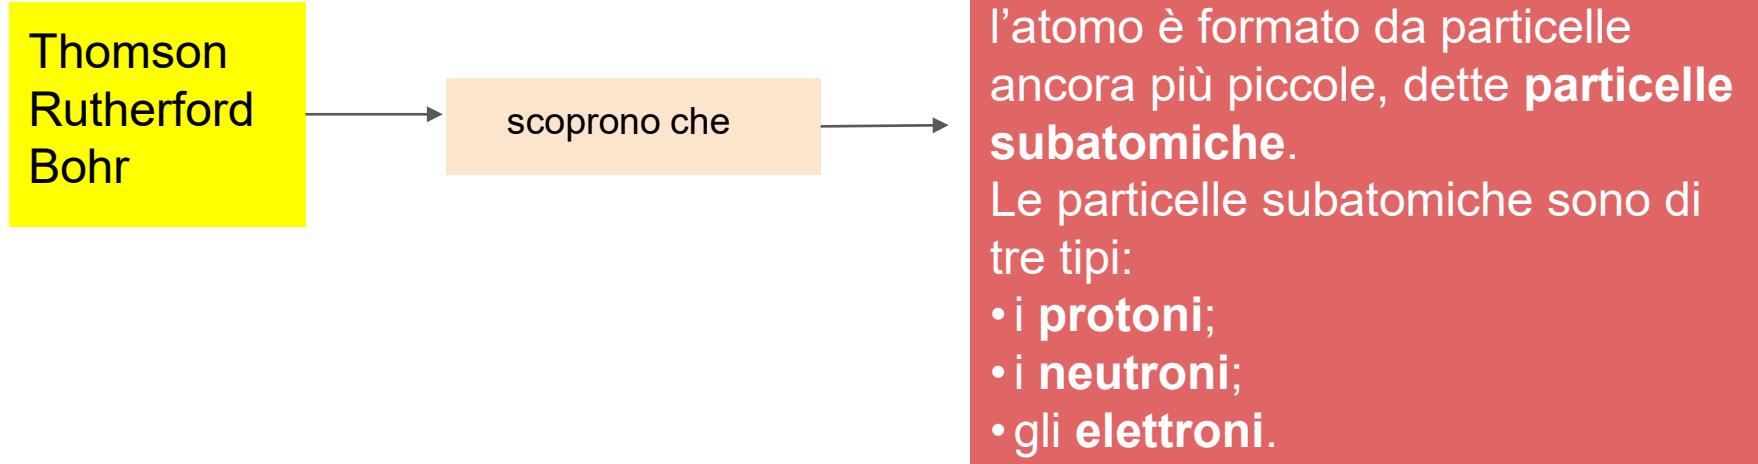 Thomson
Rutherford
Bohr
scoprono che
l’atomo è formato da particelle
ancora più piccole, dette particelle
subatomiche.
Le particelle subatomiche sono di
tre tipi:
•i protoni;
•i neutroni;
•gli elettroni.